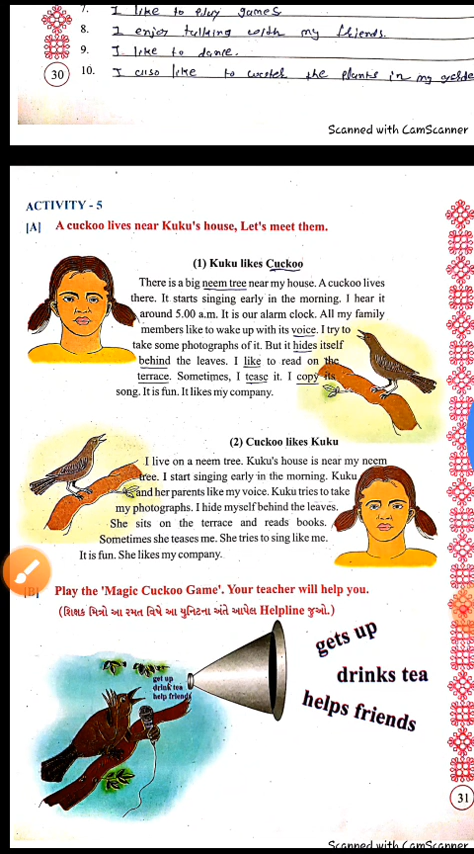 7. I like to play games
8. I enjoy talking with my friends.
9. I like to dance.
30
10. I also like to the plants in my
Scanned with CamScanner
ACTIVITY - 5
[A] A cuckoo lives near Kuku's house, Let's meet them.
(1) Kuku likes Cuckoo
There is a big neem tree near my house. A cuckoo lives
there. It starts singing early in the morning. I hear it
around 5.00 a.m. It is our alarm clock. All my family
members like to wake up with its voice. I try to
take some photographs of it. But it hides itself
behind the leaves. I like to read on the
terrace. Sometimes, I tease it. I copy its
song. It is fun. It likes my company.
(2) Cuckoo likes Kuku
I live on a neem tree. Kuku's house is near my neem
tree. I start singing early in the morning. Kuku
and her parents like my voice. Kuku tries to take
my photographs. I hide myself behind the leaves.
She sits on the terrace and reads books.
Sometimes she teases me. She tries to sing like me.
It is fun. She likes my company.
[B] Play the 'Magic Cuckoo Game'. Your teacher will help you.
(શિક્ષક મિત્રો આ રમત વિષે આ યુનિટના અંતે આપેલ Helpline જુઓ.)
get up
drink tea
help friends
gets up
drinks tea
helps friends
31
Scanned with CamScanner